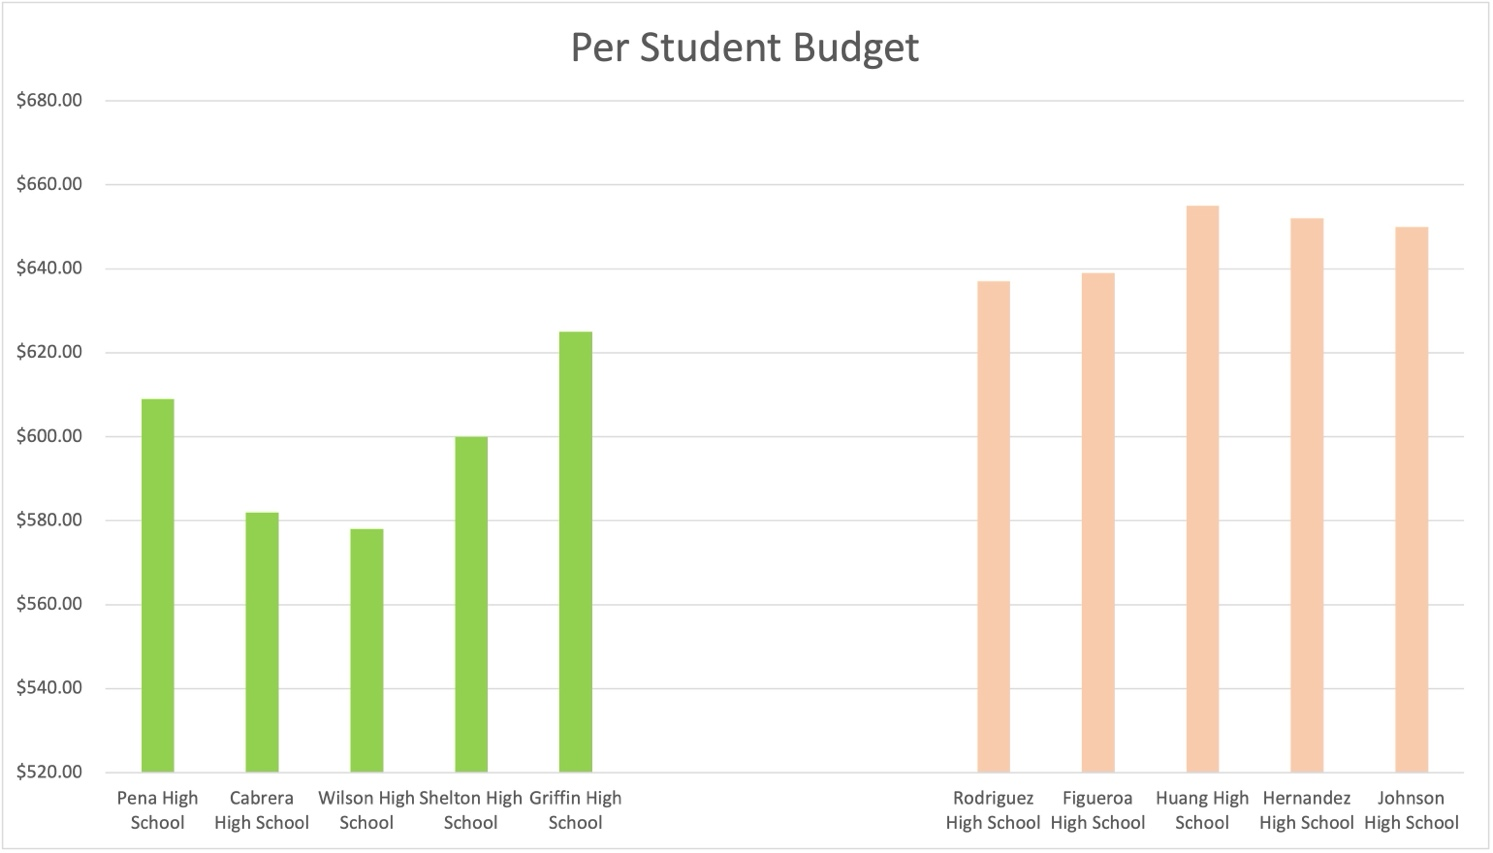 Per Student Budget
$680.00
$660.00
$640.00
$620.00
$600.00
$580.00
$560.00
$540.00
$520.00
Pena High
School
Cabrera
High School
Wilson High
School
Shelton High
School
Griffin High
School
Rodriguez
High School
Figueroa
High School
Huang High
School
Hernandez
High School
Johnson
High School